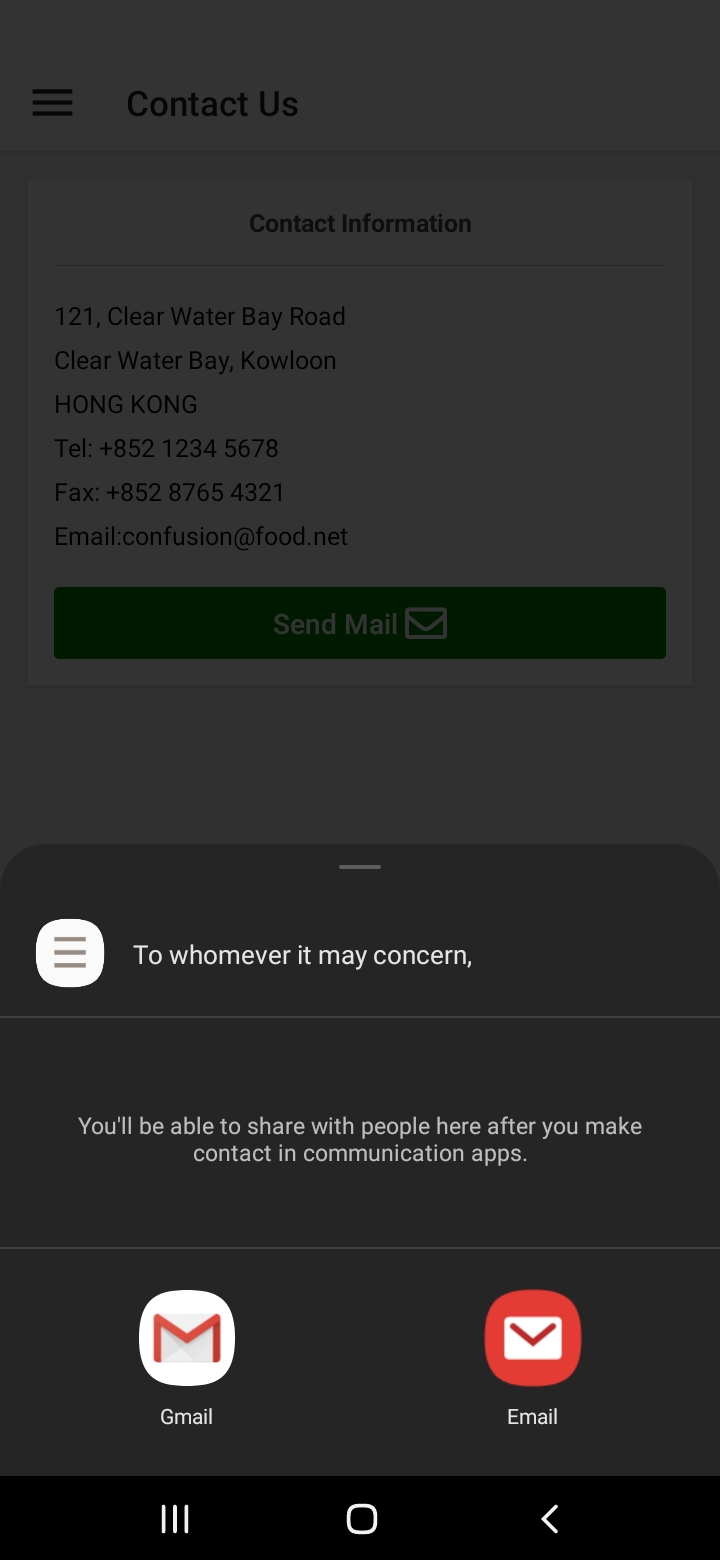 Contact Us
Contact Information
121, Clear Water Bay Road
Clear Water Bay, Kowloon
HONG KONG
Tel: +852 1234 5678
Fax: +852 8765 4321
Email:confusion@food.net
Send Mail
To whomever it may concern,
You'll be able to share with people here after you make
contact in communication apps.
Gmail
Email